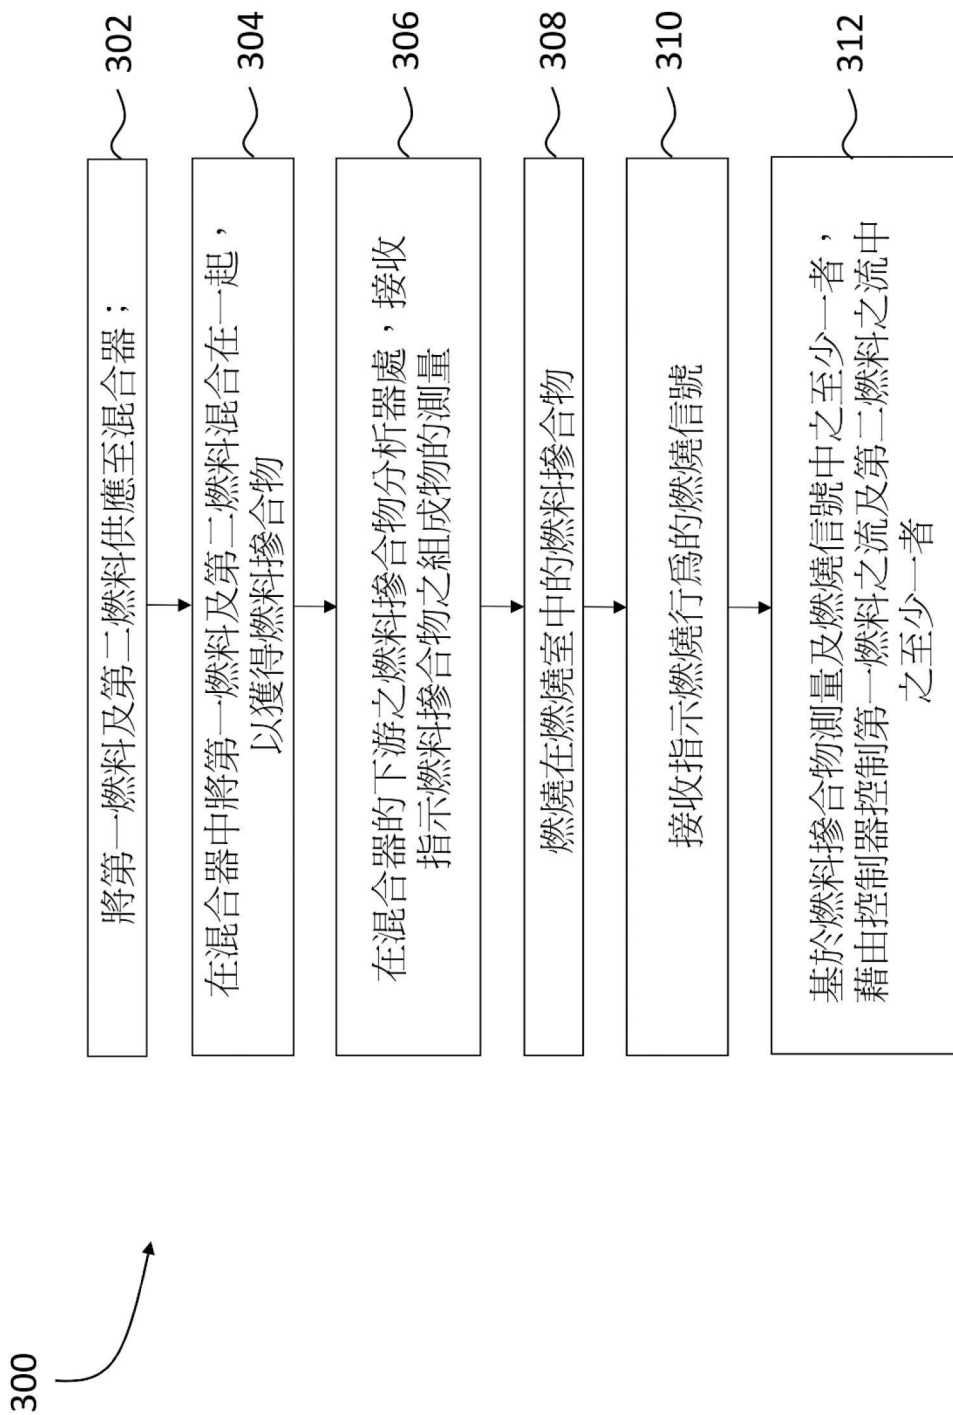 300
將第一燃料及第二燃料供應至混合器；
302
在混合器中將第一燃料及第二燃料混合在一起，
以獲得燃料摻合物
304
在混合器的下游之燃料摻合物分析器處，接收
指示燃料摻合物之組成物的測量
306
燃燒在燃燒室中的燃料摻合物
308
接收指示燃燒行爲的燃燒信號
310
基於燃料摻合物測量及燃燒信號中之至少一者，
藉由控制器控制第一燃料之流及第二燃料之流中
之至少一者
312